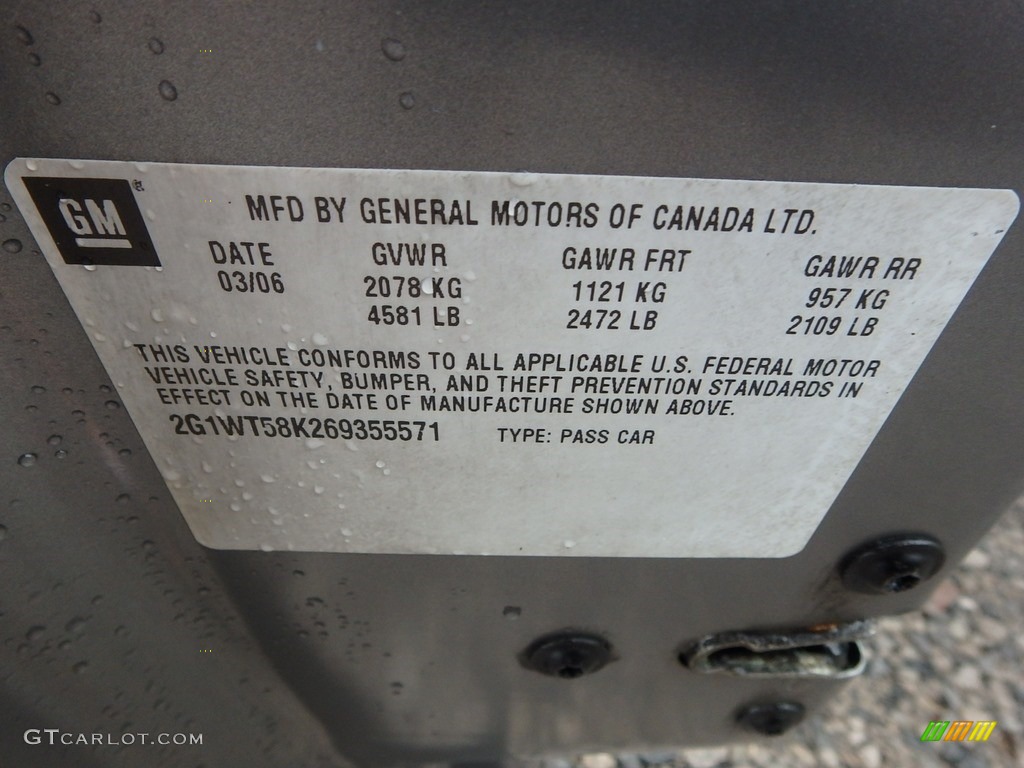 GM
MFD BY GENERAL MOTORS OF CANADA LTD.
DATE GVWR GAWR FRT GAWR RR
03/06 2078 KG 1121 KG 957 KG
4581 LB 2472 LB 2109 LB
THIS VEHICLE CONFORMS TO ALL APPLICABLE U.S. FEDERAL MOTOR
VEHICLE SAFETY, BUMPER, AND THEFT PREVENTION STANDARDS IN
EFFECT ON THE DATE OF MANUFACTURE SHOWN ABOVE.
2G1WT58K269355571 TYPE: PASS CAR
GTCARLOT.COM